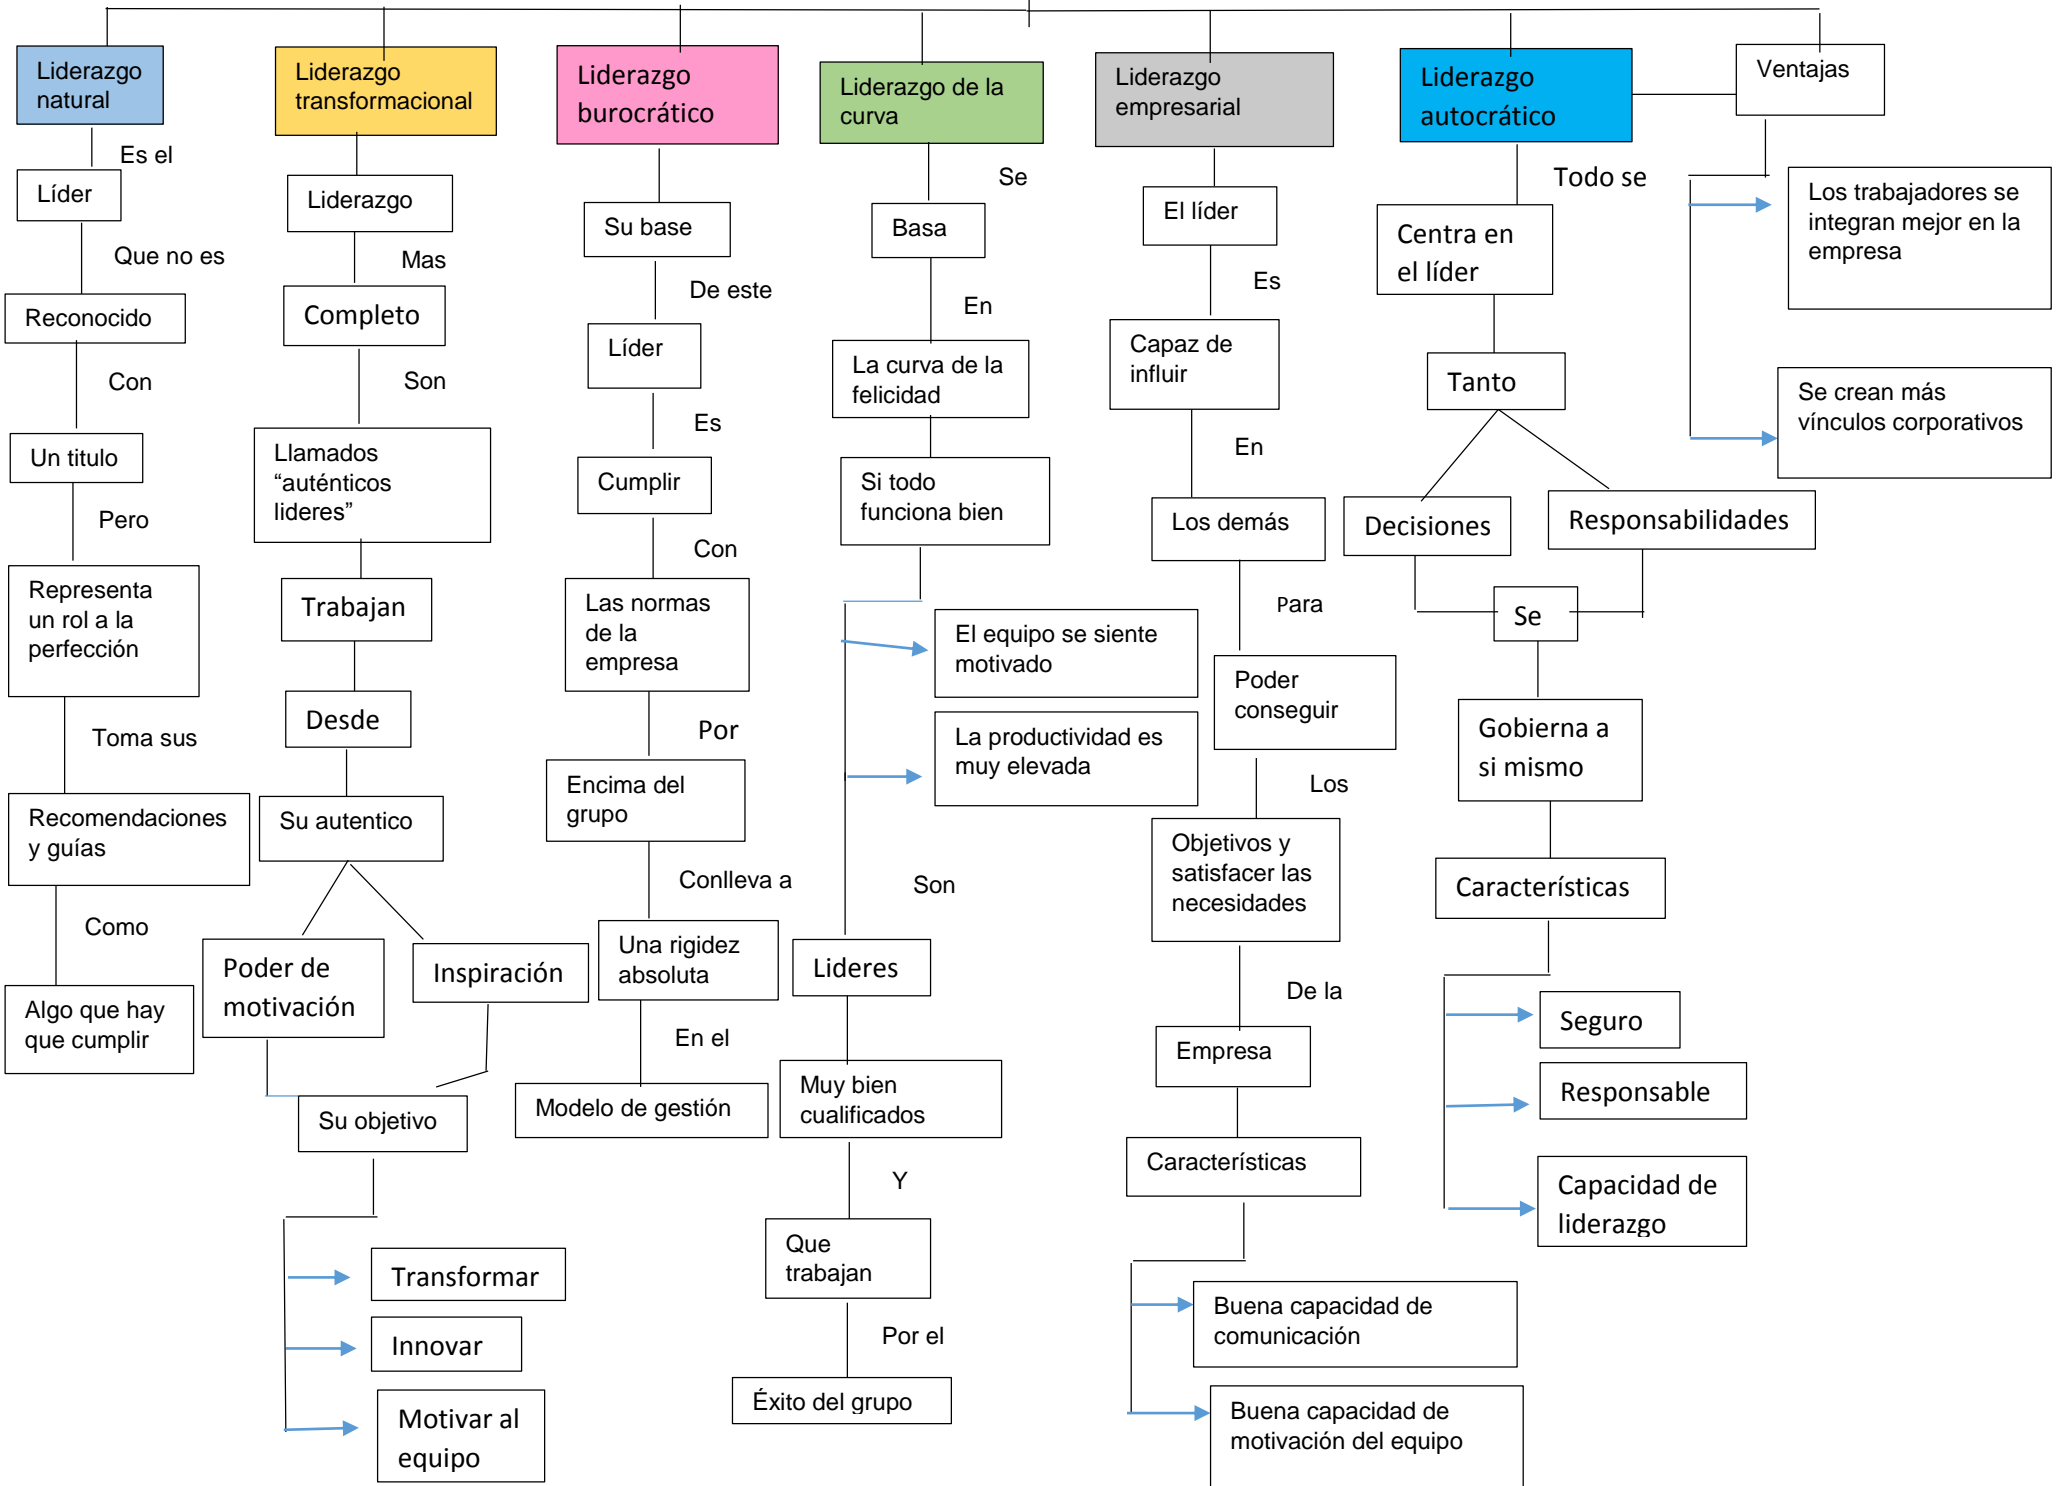 Liderazgo
natural
Es el
Líder
Que no es
Reconocido
Con
Un titulo
Pero
Representa
un rol a la
perfección
Toma sus
Recomendaciones
y guías
Como
Algo que hay
que cumplir
Liderazgo
transformacional
Liderazgo
Mas
Completo
Son
Llamados
“auténticos
lideres”
Trabajan
Desde
Su autentico
Poder de
motivación
Inspiración
Su objetivo
Transformar
Innovar
Motivar al
equipo
Liderazgo
burocrático
Su base
De este
Líder
Es
Cumplir
Con
Las normas
de la
empresa
Por
Encima del
grupo
Conlleva a
Una rigidez
absoluta
En el
Modelo de gestión
Liderazgo de la
curva
Se
Basa
En
La curva de la
felicidad
Si todo
funciona bien
El equipo se siente
motivado
La productividad es
muy elevada
Son
Lideres
Muy bien
cualificados
Y
Que
trabajan
Por el
Éxito del grupo
Liderazgo
empresarial
El líder
Es
Capaz de
influir
En
Los demás
Para
Poder
conseguir
Los
Objetivos y
satisfacer las
necesidades
De la
Empresa
Características
Buena capacidad de
comunicación
Buena capacidad de
motivación del equipo
Liderazgo
autocrático
Todo se
Centra en
el líder
Tanto
Decisiones
Responsabilidades
Se
Gobierna a
si mismo
Características
Seguro
Responsable
Capacidad de
liderazgo
Ventajas
Los trabajadores se
integran mejor en la
empresa
Se crean más
vínculos corporativos